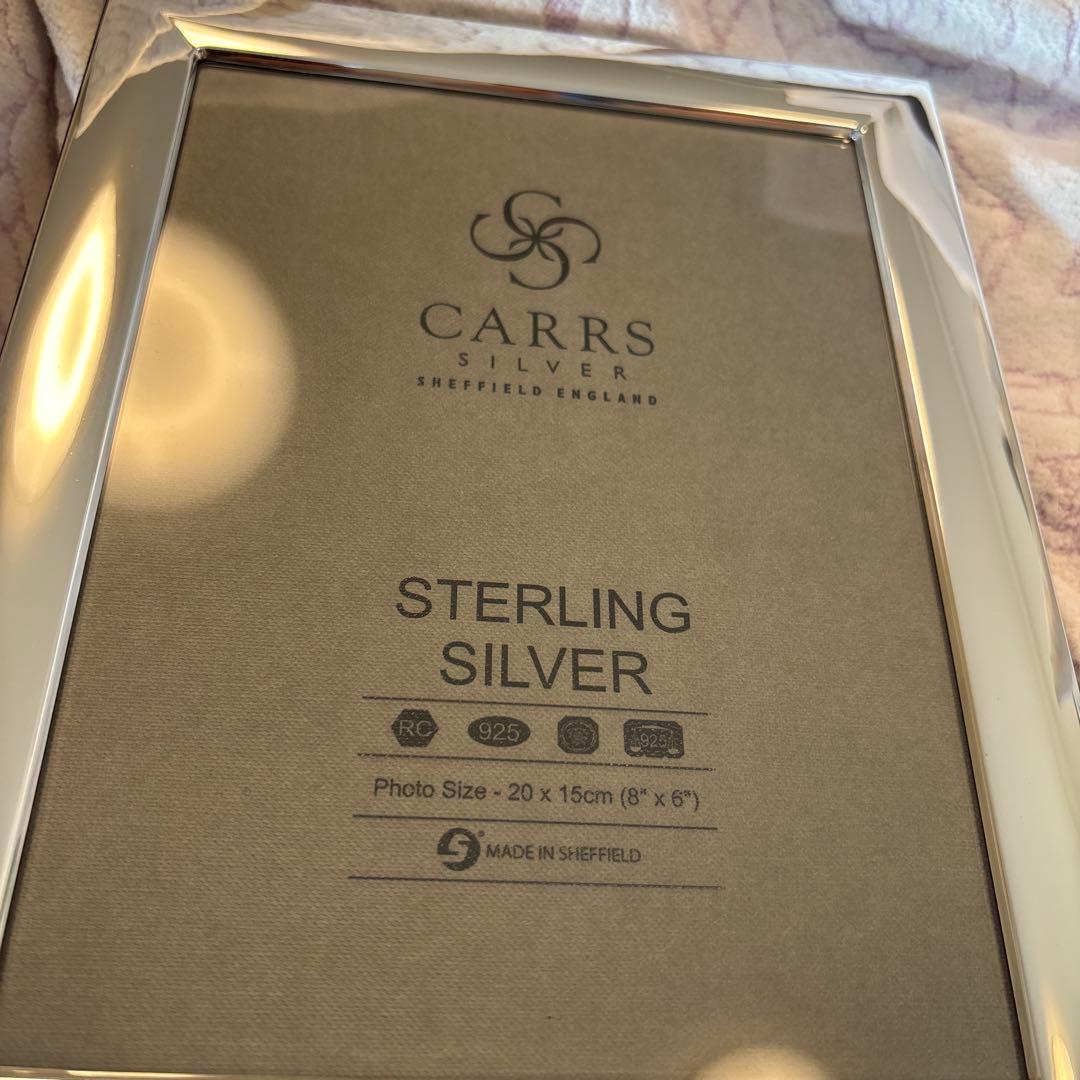 CARRS
SILVER
SHEFFIELD ENGLAND
STERLING
SILVER
RC 925 925
Photo Size - 20 x 15cm (8" x 6")
® MADE IN SHEFFIELD